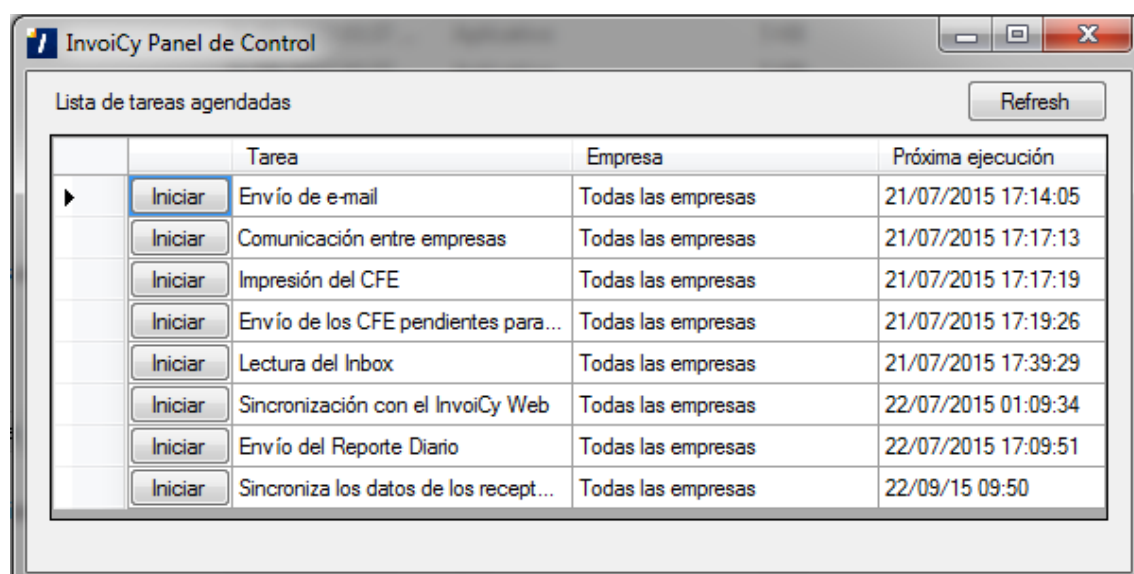 InvoiCy Panel de Control
Lista de tareas agendadas Refresh
Tarea Empresa Próxima ejecución
Iniciar Envío de e-mail Todas las empresas 21/07/2015 17:14:05
Iniciar Comunicación entre empresas Todas las empresas 21/07/2015 17:17:13
Iniciar Impresión del CFE Todas las empresas 21/07/2015 17:17:19
Iniciar Envío de los CFE pendientes para... Todas las empresas 21/07/2015 17:19:26
Iniciar Lectura del Inbox Todas las empresas 21/07/2015 17:39:29
Iniciar Sincronización con el InvoiCy Web Todas las empresas 22/07/2015 01:09:34
Iniciar Envío del Reporte Diario Todas las empresas 22/07/2015 17:09:51
Iniciar Sincroniza los datos de los recept... Todas las empresas 22/09/15 09:50